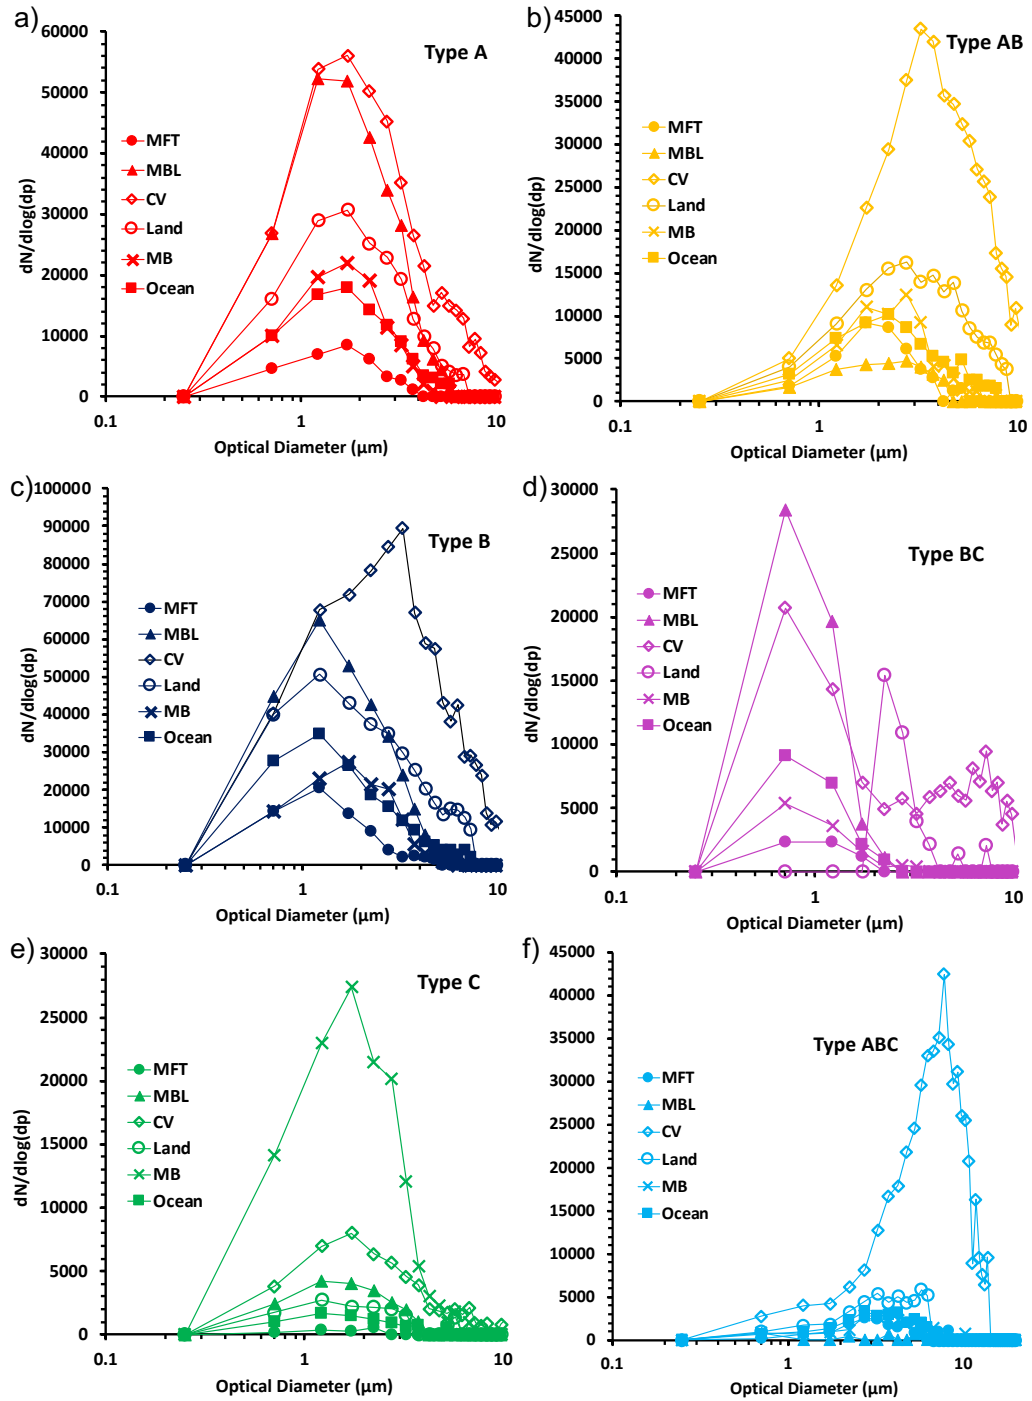 a)
Type A
dN/dlog(dp)
60000
50000
40000
30000
20000
10000
0
MFT
MBL
CV
Land
MB
Ocean
0.1
1
10
Optical Diameter (µm)
b)
Type AB
dN/dlog(dp)
45000
40000
35000
30000
25000
20000
15000
10000
5000
0
MFT
MBL
CV
Land
MB
Ocean
0.1
1
10
Optical Diameter (µm)
c)
Type B
dN/dlog(dp)
100000
90000
80000
70000
60000
50000
40000
30000
20000
10000
0
MFT
MBL
CV
Land
MB
Ocean
0.1
1
10
Optical Diameter (µm)
d)
Type BC
dN/dlog(dp)
30000
25000
20000
15000
10000
5000
0
MFT
MBL
CV
Land
MB
Ocean
0.1
1
10
Optical Diameter (µm)
e)
Type C
dN/dlog(dp)
30000
25000
20000
15000
10000
5000
0
MFT
MBL
CV
Land
MB
Ocean
0.1
1
10
Optical Diameter (µm)
f)
Type ABC
dN/dlog(dp)
45000
40000
35000
30000
25000
20000
15000
10000
5000
0
MFT
MBL
CV
Land
MB
Ocean
0.1
1
10
Optical Diameter (µm)